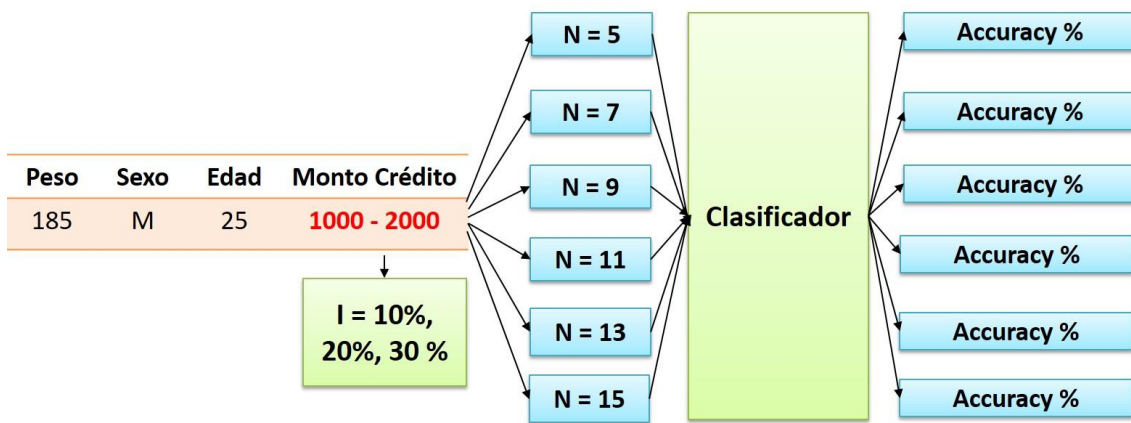 Peso Sexo Edad Monto Crédito
185 M 25 1000 - 2000
I = 10%,
20%, 30 %
N = 5
N = 7
N = 9
N = 11
N = 13
N = 15
Clasificador
Accuracy %
Accuracy %
Accuracy %
Accuracy %
Accuracy %
Accuracy %